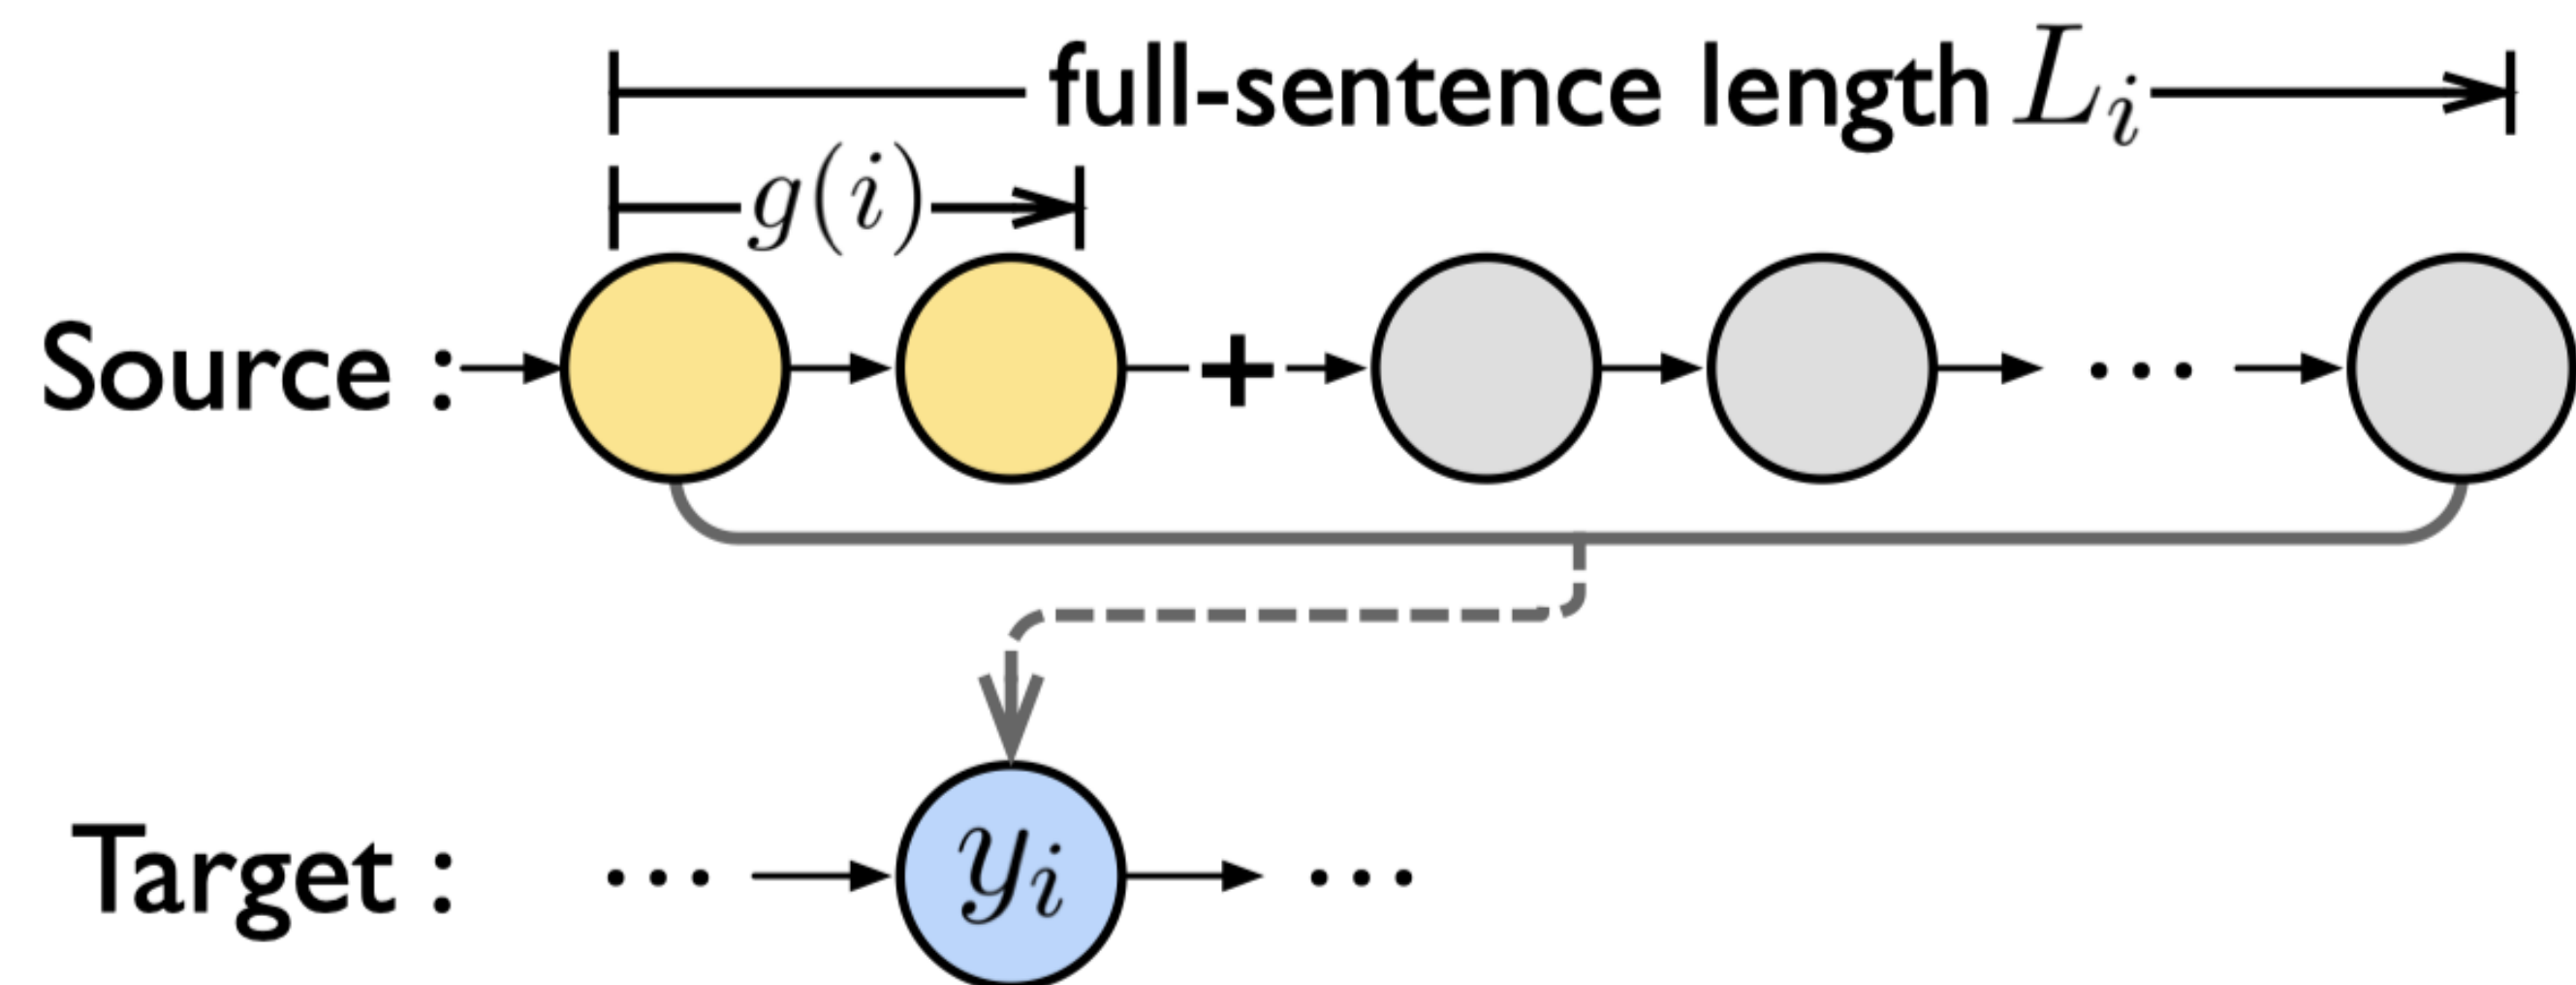 full-sentence length L_i
g(i)
Source : + ...
Target : ... y_i ...